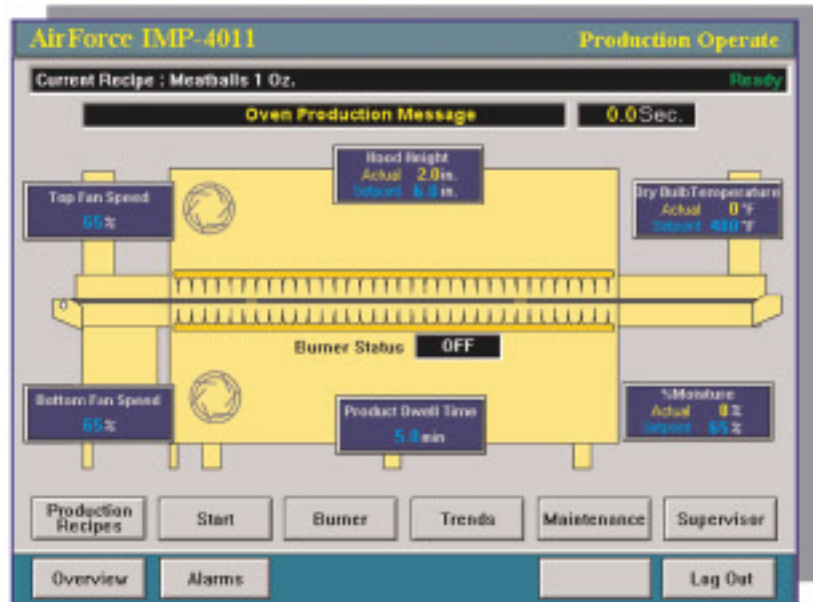 AirForce IMP-4011
Production Operate
Current Recipe : Meatballs 1 Oz.
Ready
Oven Production Message
0.0Sec.
Hood Height
Actual 2.0in.
Setpoint 6.0in.
Top Fan Speed
65%
Dry Bulb Temperature
Actual 0 °F
Setpoint 400 °F
Burner Status OFF
Bottom Fan Speed
65%
Product Dwell Time
5.0min
%Moisture
Actual 0%
Setpoint 65%
Production
Recipes
Start
Burner
Trends
Maintenance
Supervisor
Overview
Alarms
Log Out